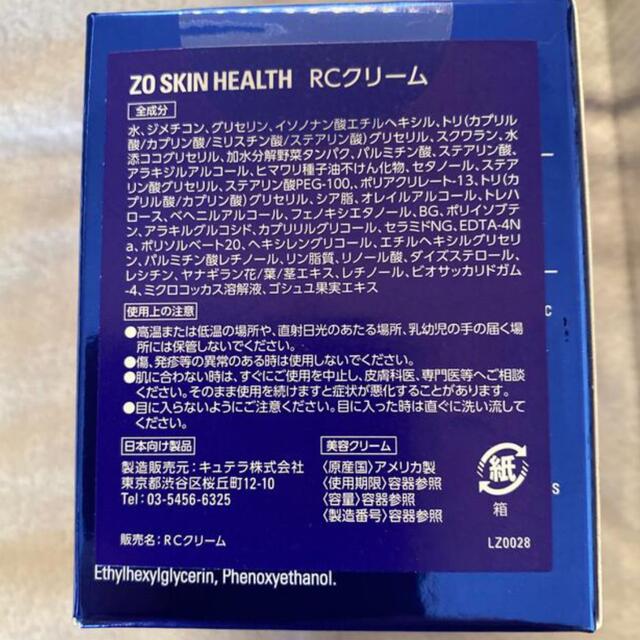 ZO SKIN HEALTH RCクリーム
全成分
水、ジメチコン、グリセリン、イソノナン酸エチルヘキシル、トリ(カプリル
酸/カプリン酸/ミリスチン酸/ステアリン酸)グリセリル、スクワラン、水
添ココグリセリル、加水分解野菜タンパク、パルミチン酸、ステアリン酸、
アラキジルアルコール、ヒマワリ種子油不けん化物、セタノール、ステア
リン酸グリセリル、ステアリン酸PEG-100、ポリアクリレート-13、トリ(カ
プリル酸/カプリン酸)グリセリル、シア脂、オレイルアルコール、トレハ
ロース、ベヘニルアルコール、フェノキシエタノール、BG、ポリイソブテ
ン、アラキルグルコシド、カプリリルグリコール、セラミドNG、EDTA-4N
a、ポリソルベート20、ヘキシレングリコール、エチルヘキシルグリセリ
ン、パルミチン酸レチノール、リン脂質、リノール酸、ダイズステロール、
レシチン、ヤナギラン花/葉/茎エキス、レチノール、ビオサッカリドガム
-4、ミクロコッカス溶解液、ゴシュユ果実エキス
使用上の注意
●高温または低温の場所や、直射日光のあたる場所、乳幼児の手の届く場
所には保管しないでください。
●傷、発疹等の異常のある時は使用しないでください。
●肌に合わない時は、すぐにご使用を中止し、皮膚科医、専門医等へご相談
ください。そのまま使用を続けますと症状が悪化することがあります。
●目に入らないようにご注意ください。目に入った時は直ぐに洗い流して
ください。
日本向け製品
製造販売元:キュテラ株式会社
東京都渋谷区桜丘町12-10
Tel:03-5456-6325
美容クリーム
〈原産国〉アメリカ製
〈使用期限〉容器参照
〈容量〉容器参照
〈製造番号〉容器参照
紙
箱
販売名:RCクリーム
LZ0028
Ethylhexylglycerin, Phenoxyethanol.
C
S